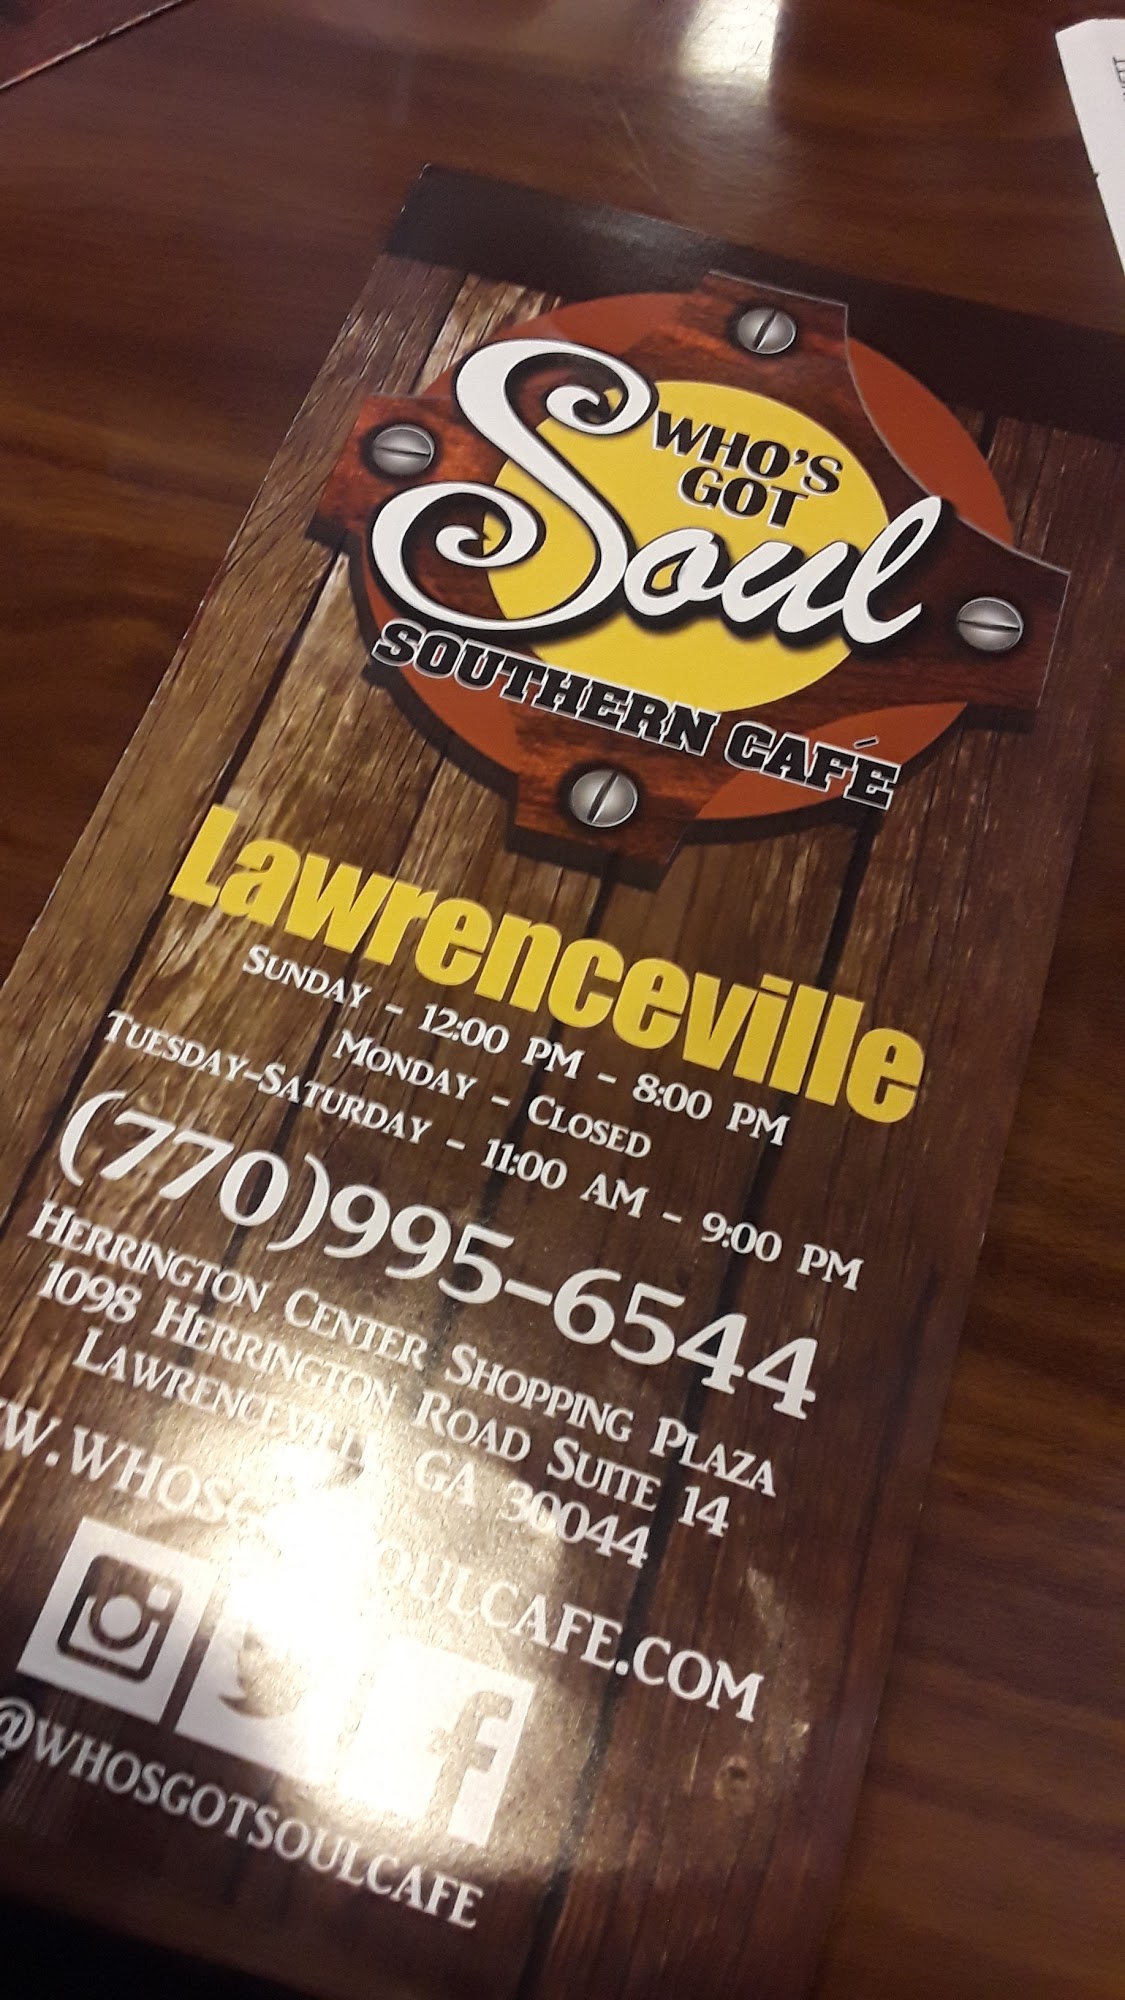 WHO'S
GOT
Soul
SOUTHERN CAFÉ
Lawrenceville
SUNDAY - 12:00 PM - 8:00 PM
MONDAY - CLOSED
TUESDAY-SATURDAY - 11:00 AM - 9:00 PM
(770)995-6544
HERRINGTON CENTER SHOPPING PLAZA
1098 HERRINGTON ROAD SUITE 14
LAWRENCEVILLE GA 30044
@WHOSGOTSOULCAFE